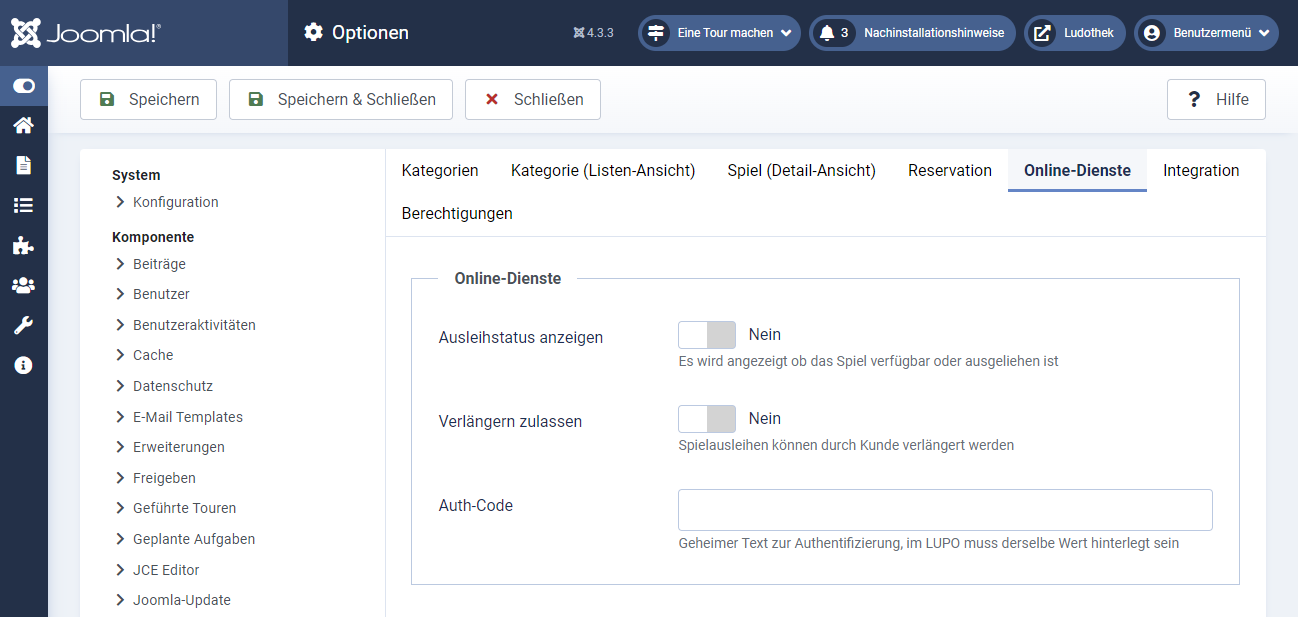 Joomla!®
Optionen
4.3.3
Eine Tour machen
3 Nachinstallationshinweise
Ludothek
Benutzermenü
Speichern
Speichern & Schließen
Schließen
? Hilfe
System
Konfiguration
Komponente
Beiträge
Benutzer
Benutzeraktivitäten
Cache
Datenschutz
E-Mail Templates
Erweiterungen
Freigeben
Geführte Touren
Geplante Aufgaben
JCE Editor
Joomla-Update
Kategorien
Kategorie (Listen-Ansicht)
Spiel (Detail-Ansicht)
Reservation
Online-Dienste
Integration
Berechtigungen
Online-Dienste
Ausleihstatus anzeigen
Nein
Es wird angezeigt ob das Spiel verfügbar oder ausgeliehen ist
Verlängern zulassen
Nein
Spielausleihen können durch Kunde verlängert werden
Auth-Code
Geheimer Text zur Authentifizierung, im LUPO muss derselbe Wert hinterlegt sein